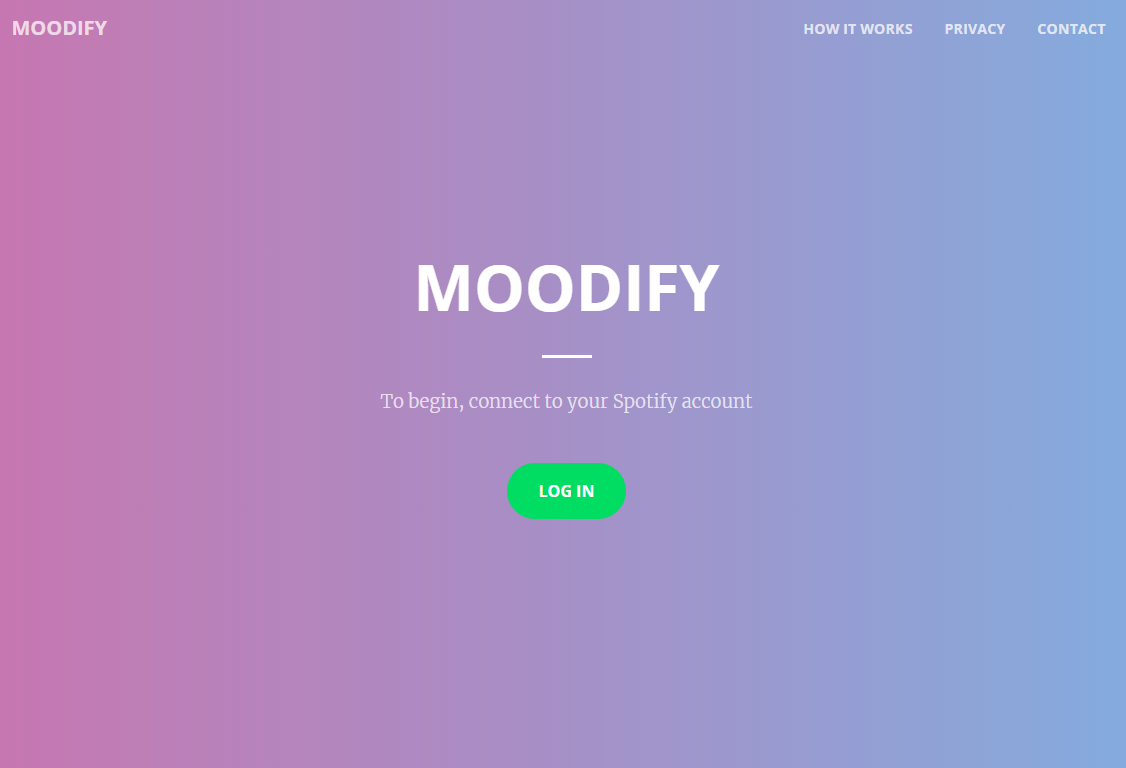 MOODIFY
HOW IT WORKS
PRIVACY
CONTACT
MOODIFY
To begin, connect to your Spotify account
LOG IN